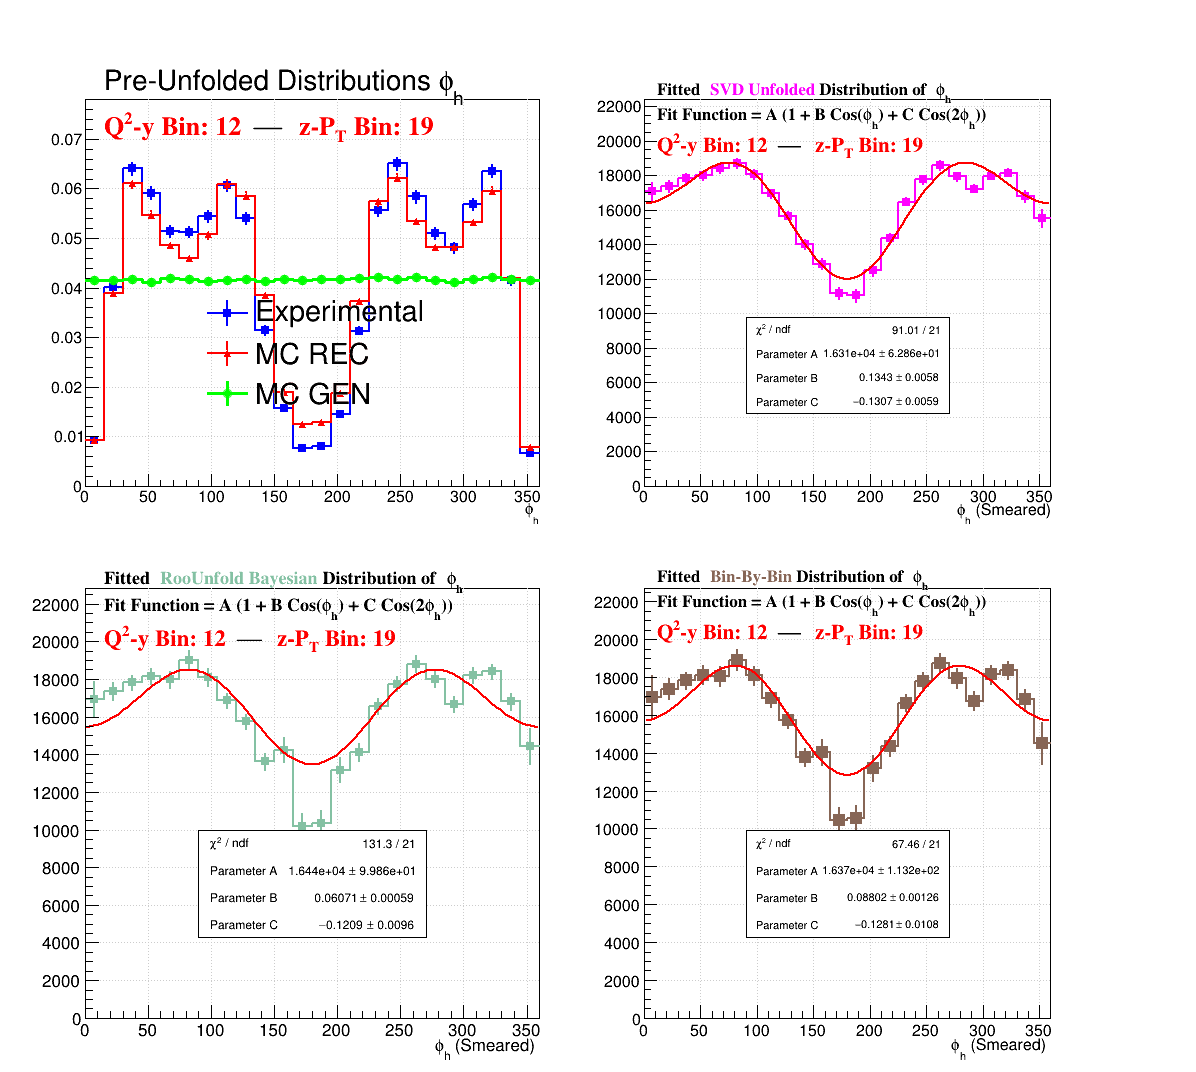 Pre-Unfolded Distributions ϕh
Q²-y Bin: 12 — z-PT Bin: 19
0.07
0.06
0.05
0.04
0.03
0.02
0.01
0
Experimental
MC REC
MC GEN
0 50 100 150 200 250 300 350
ϕh
Fitted SVD Unfolded Distribution of ϕh
Fit Function = A (1 + B Cos(ϕh) + C Cos(2ϕh))
Q²-y Bin: 12 — z-PT Bin: 19
22000
20000
18000
16000
14000
12000
10000
8000
6000
4000
2000
0
χ² / ndf 91.01 / 21
Parameter A 1.631e+04 ± 6.286e+01
Parameter B 0.1343 ± 0.0058
Parameter C −0.1307 ± 0.0059
0 50 100 150 200 250 300 350
ϕh (Smeared)
Fitted RooUnfold Bayesian Distribution of ϕh
Fit Function = A (1 + B Cos(ϕh) + C Cos(2ϕh))
Q²-y Bin: 12 — z-PT Bin: 19
22000
20000
18000
16000
14000
12000
10000
8000
6000
4000
2000
0
χ² / ndf 131.3 / 21
Parameter A 1.644e+04 ± 9.986e+01
Parameter B 0.06071 ± 0.00059
Parameter C −0.1209 ± 0.0096
0 50 100 150 200 250 300 350
ϕh (Smeared)
Fitted Bin-By-Bin Distribution of ϕh
Fit Function = A (1 + B Cos(ϕh) + C Cos(2ϕh))
Q²-y Bin: 12 — z-PT Bin: 19
22000
20000
18000
16000
14000
12000
10000
8000
6000
4000
2000
0
χ² / ndf 67.46 / 21
Parameter A 1.637e+04 ± 1.132e+02
Parameter B 0.08802 ± 0.00126
Parameter C −0.1281 ± 0.0108
0 50 100 150 200 250 300 350
ϕh (Smeared)